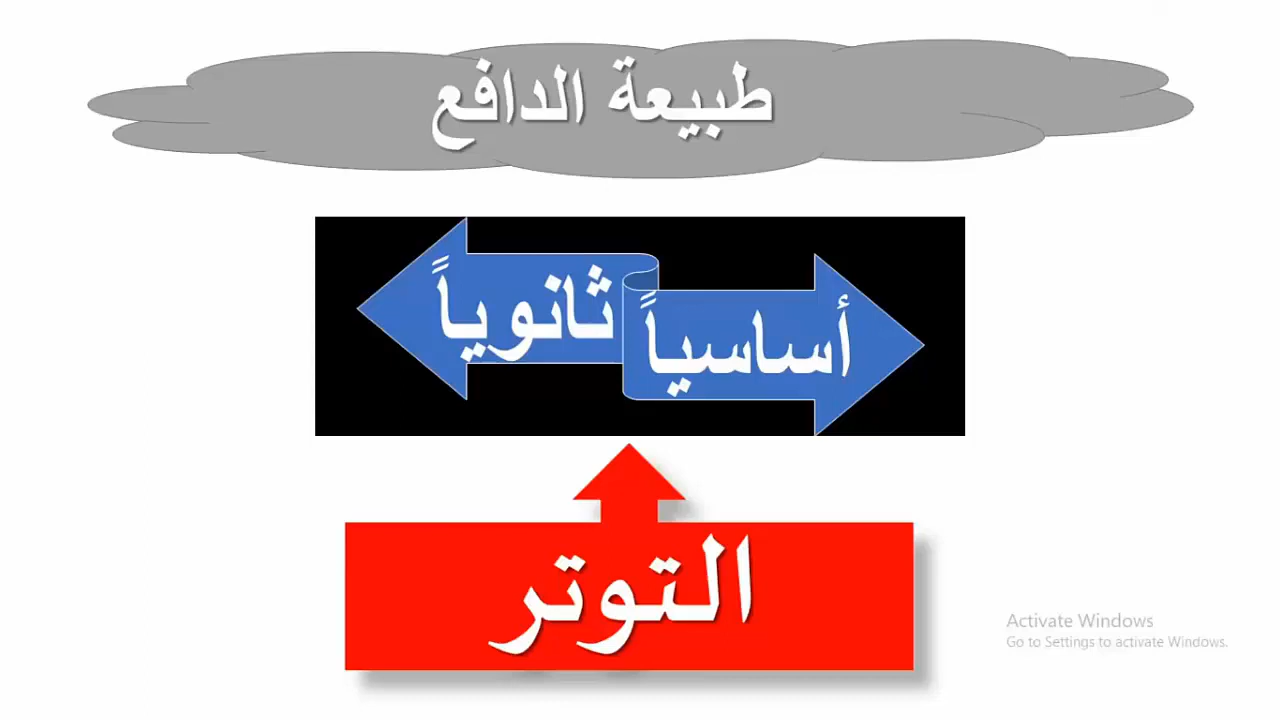 طبيعة الدافع
أساسياً
ثانوياً
التوتر
Activate Windows
Go to Settings to activate Windows.